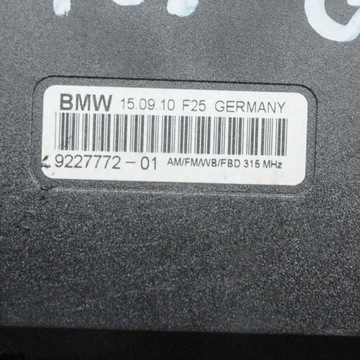 BMW 15.09.10 F25 GERMANY
9227772-01 AM/FM/WB/FBD 315 MHz